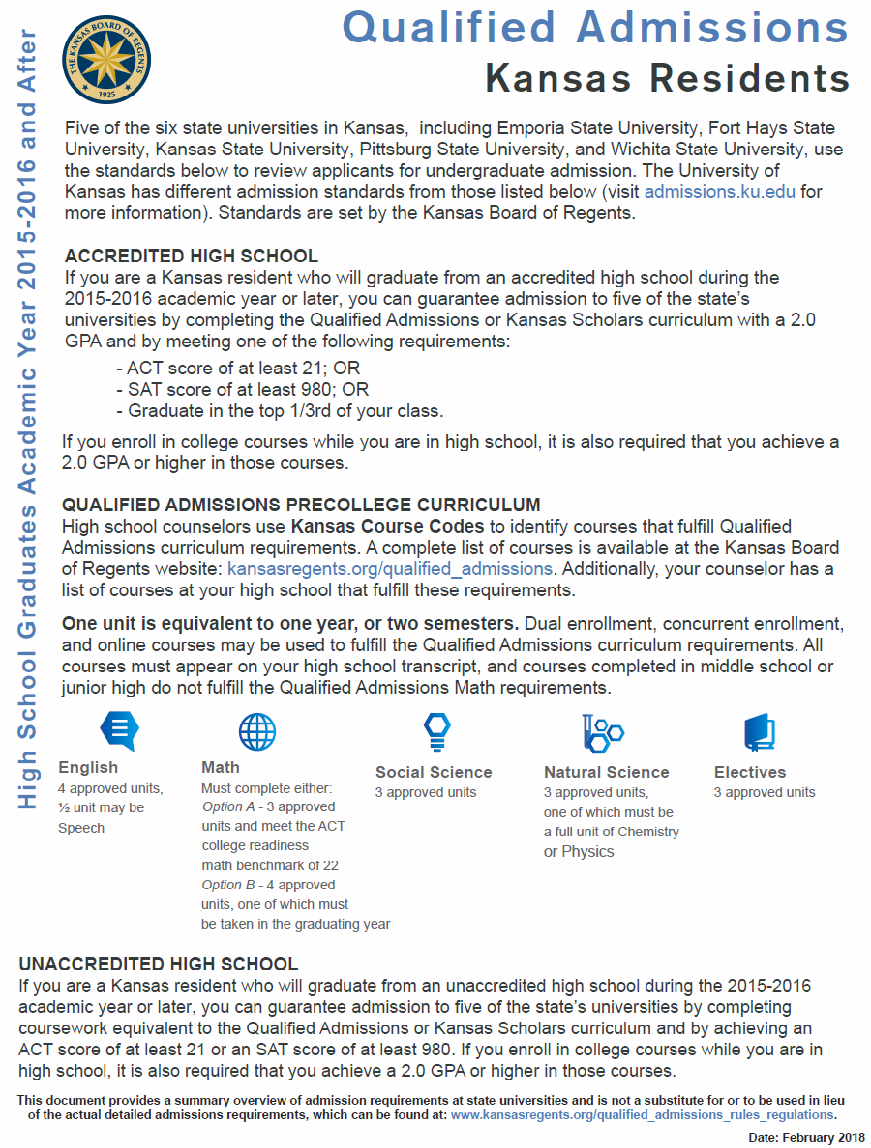 Qualified Admissions
Kansas Residents
THE KANSAS BOARD OF REGENTS
1925
High School Graduates Academic Year 2015-2016 and After
Five of the six state universities in Kansas, including Emporia State University, Fort Hays State
University, Kansas State University, Pittsburg State University, and Wichita State University, use
the standards below to review applicants for undergraduate admission. The University of
Kansas has different admission standards from those listed below (visit admissions.ku.edu for
more information). Standards are set by the Kansas Board of Regents.
ACCREDITED HIGH SCHOOL
If you are a Kansas resident who will graduate from an accredited high school during the
2015-2016 academic year or later, you can guarantee admission to five of the state's
universities by completing the Qualified Admissions or Kansas Scholars curriculum with a 2.0
GPA and by meeting one of the following requirements:
- ACT score of at least 21; OR
- SAT score of at least 980; OR
- Graduate in the top 1/3rd of your class.
If you enroll in college courses while you are in high school, it is also required that you achieve a
2.0 GPA or higher in those courses.
QUALIFIED ADMISSIONS PRECOLLEGE CURRICULUM
High school counselors use Kansas Course Codes to identify courses that fulfill Qualified
Admissions curriculum requirements. A complete list of courses is available at the Kansas Board
of Regents website: kansasregents.org/qualified_admissions. Additionally, your counselor has a
list of courses at your high school that fulfill these requirements.
One unit is equivalent to one year, or two semesters. Dual enrollment, concurrent enrollment,
and online courses may be used to fulfill the Qualified Admissions curriculum requirements. All
courses must appear on your high school transcript, and courses completed in middle school or
junior high do not fulfill the Qualified Admissions Math requirements.
English
4 approved units,
½ unit may be
Speech
Math
Must complete either:
Option A - 3 approved
units and meet the ACT
college readiness
math benchmark of 22
Option B - 4 approved
units, one of which must
be taken in the graduating year
Social Science
3 approved units
Natural Science
3 approved units,
one of which must be
a full unit of Chemistry
or Physics
Electives
3 approved units
UNACCREDITED HIGH SCHOOL
If you are a Kansas resident who will graduate from an unaccredited high school during the 2015-2016
academic year or later, you can guarantee admission to five of the state's universities by completing
coursework equivalent to the Qualified Admissions or Kansas Scholars curriculum and by achieving an
ACT score of at least 21 or an SAT score of at least 980. If you enroll in college courses while you are in
high school, it is also required that you achieve a 2.0 GPA or higher in those courses.
This document provides a summary overview of admission requirements at state universities and is not a substitute for or to be used in lieu
of the actual detailed admissions requirements, which can be found at: www.kansasregents.org/qualified_admissions_rules_regulations.
Date: February 2018